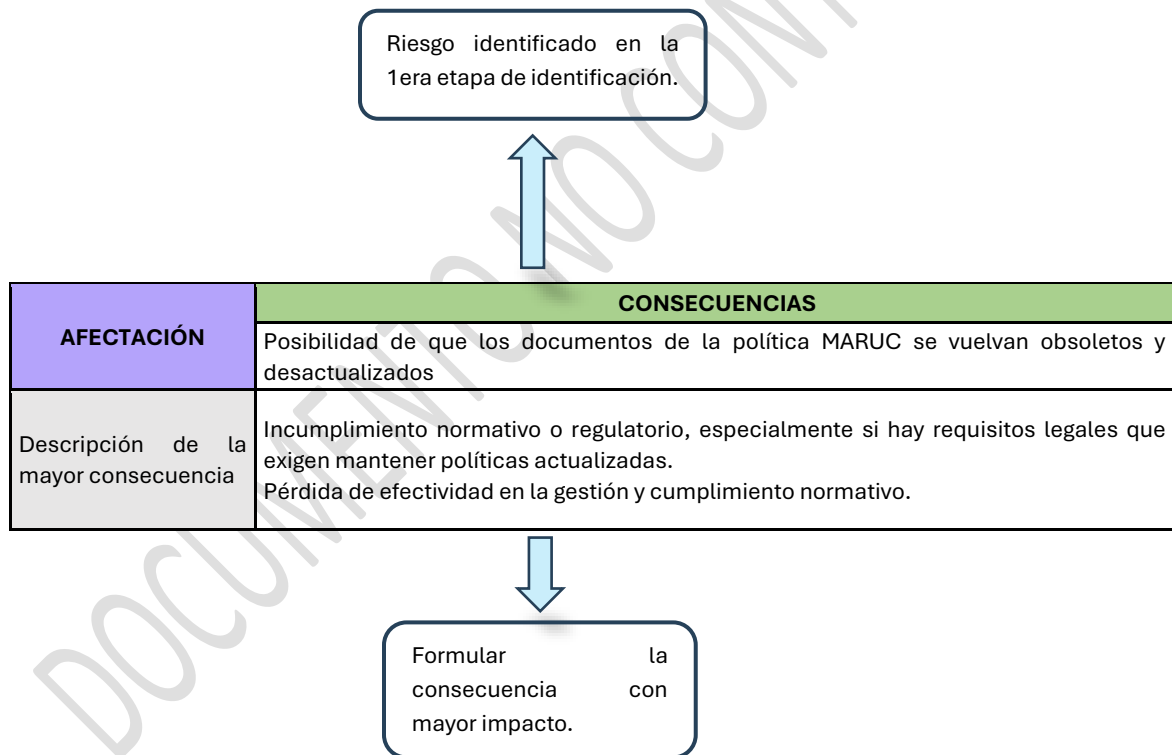 Riesgo identificado en la
1era etapa de identificación.
AFECTACIÓN
CONSECUENCIAS
Posibilidad de que los documentos de la política MARUC se vuelvan obsoletos y
desactualizados
Descripción de la
mayor consecuencia
Incumplimiento normativo o regulatorio, especialmente si hay requisitos legales que
exigen mantener políticas actualizadas.
Pérdida de efectividad en la gestión y cumplimiento normativo.
Formular la
consecuencia con
mayor impacto.
DOCUMENTO NO CONT